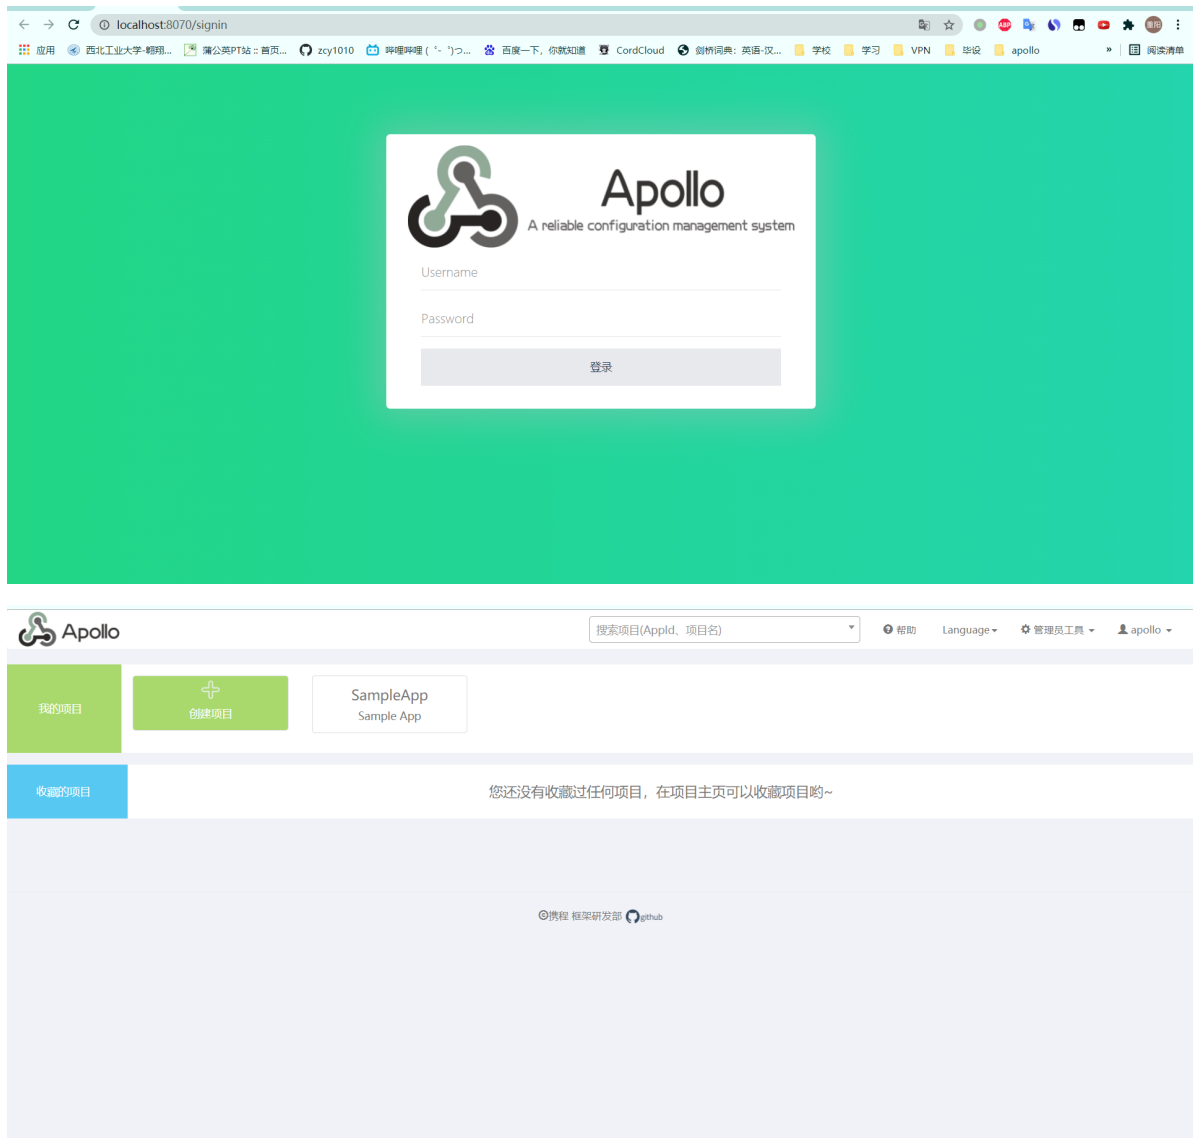 localhost:8070/signin
应用 西北工业大学-翱翔... 蒲公英PT站 :: 首页... zcy1010 哔哩哔哩 ( ゜- ゜)つ... 百度一下，你就知道 CordCloud 剑桥词典：英语-汉... 学校 学习 VPN 毕设 apollo » 阅读清单
Apollo
A reliable configuration management system
Username
Password
登录
Apollo 搜索项目(AppId、项目名) 帮助 Language 管理员工具 apollo
我的项目 创建项目 SampleApp
Sample App
收藏的项目 您还没有收藏过任何项目，在项目主页可以收藏项目哟~
©携程 框架研发部 github